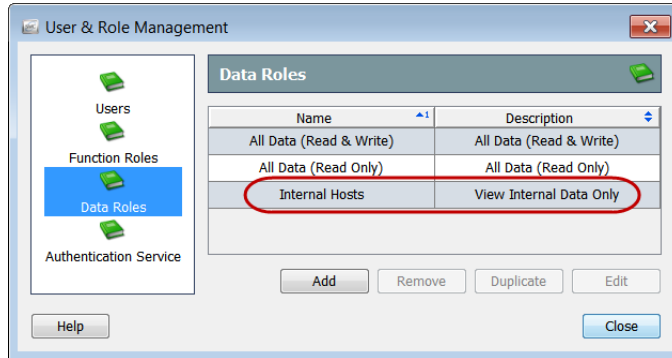 User & Role Management
Users
Function Roles
Data Roles
Authentication Service
Data Roles
Name 1 Description
All Data (Read & Write) All Data (Read & Write)
All Data (Read Only) All Data (Read Only)
Internal Hosts View Internal Data Only
Add Remove Duplicate Edit
Help Close